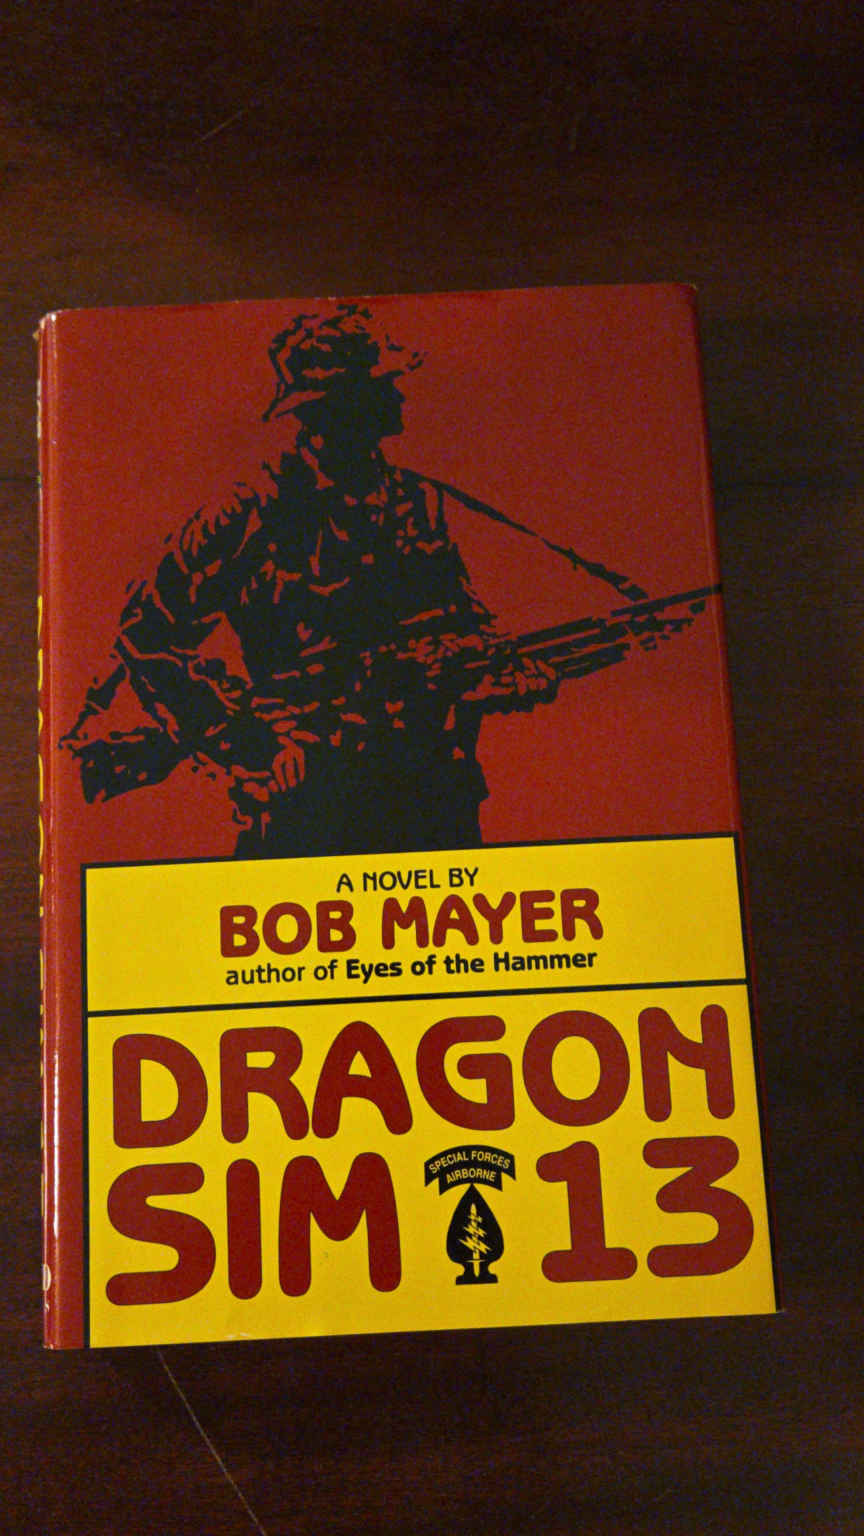 A NOVEL BY
BOB MAYER
author of Eyes of the Hammer
DRAGON
SIM 13
SPECIAL FORCES
AIRBORNE